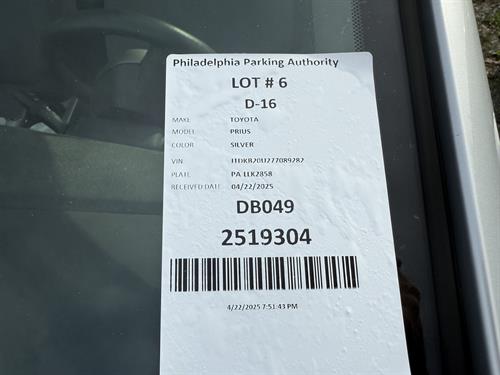 Philadelphia Parking Authority
LOT # 6
D-16
MAKE TOYOTA
MODEL PRIUS
COLOR SILVER
VIN JTDKB20U277089282
PLATE PA LLK2858
RECEIVED DATE 04/22/2025
DB049
2519304
4/22/2025 7:51:43 PM